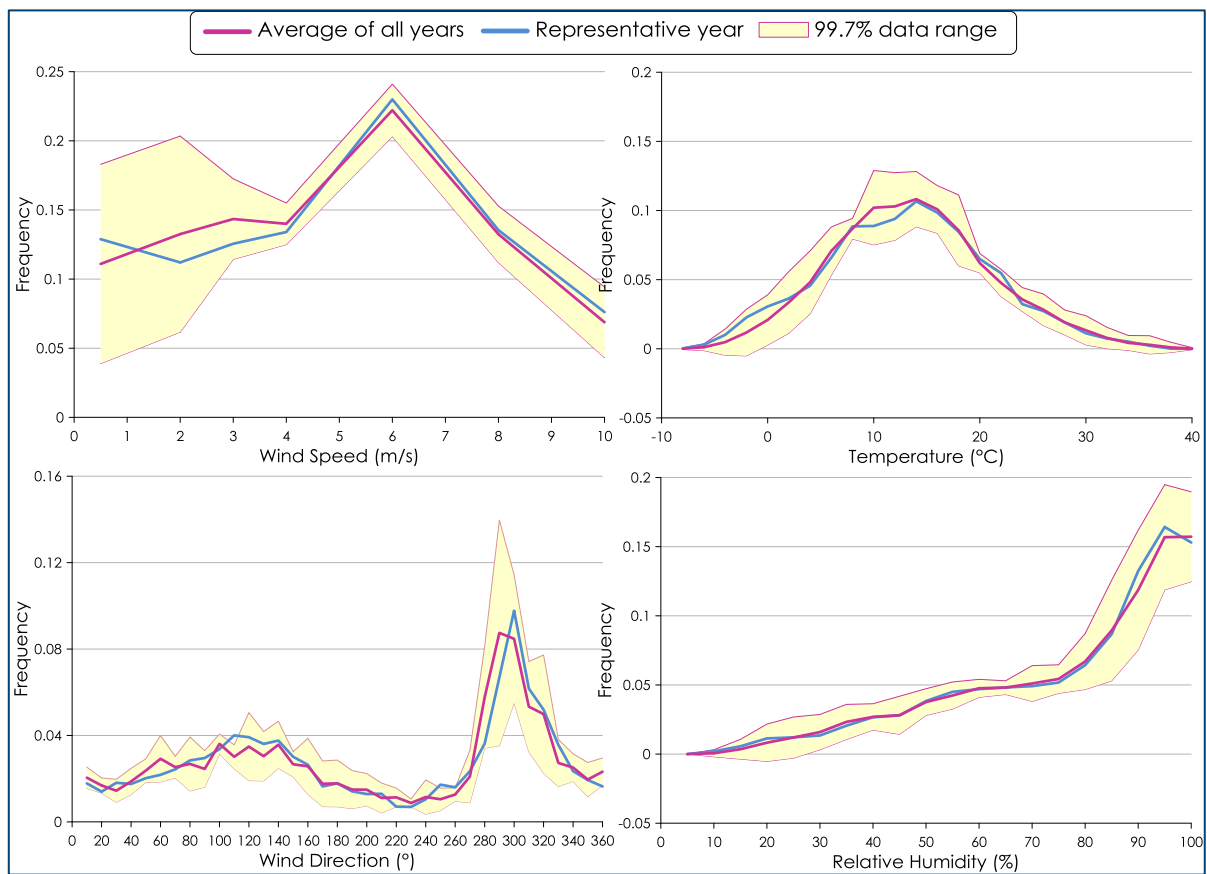 Average of all years Representative year 99.7% data range
0.25
0.2
0.15
0.1
0.05
0
Frequency
0 1 2 3 4 5 6 7 8 9 10
Wind Speed (m/s)
0.2
0.15
0.1
0.05
0
-0.05
Frequency
-10 0 10 20 30 40
Temperature (°C)
0.16
0.12
0.08
0.04
0
Frequency
0 20 40 60 80 100 120 140 160 180 200 220 240 260 280 300 320 340 360
Wind Direction (°)
0.2
0.15
0.1
0.05
0
-0.05
Frequency
0 10 20 30 40 50 60 70 80 90 100
Relative Humidity (%)